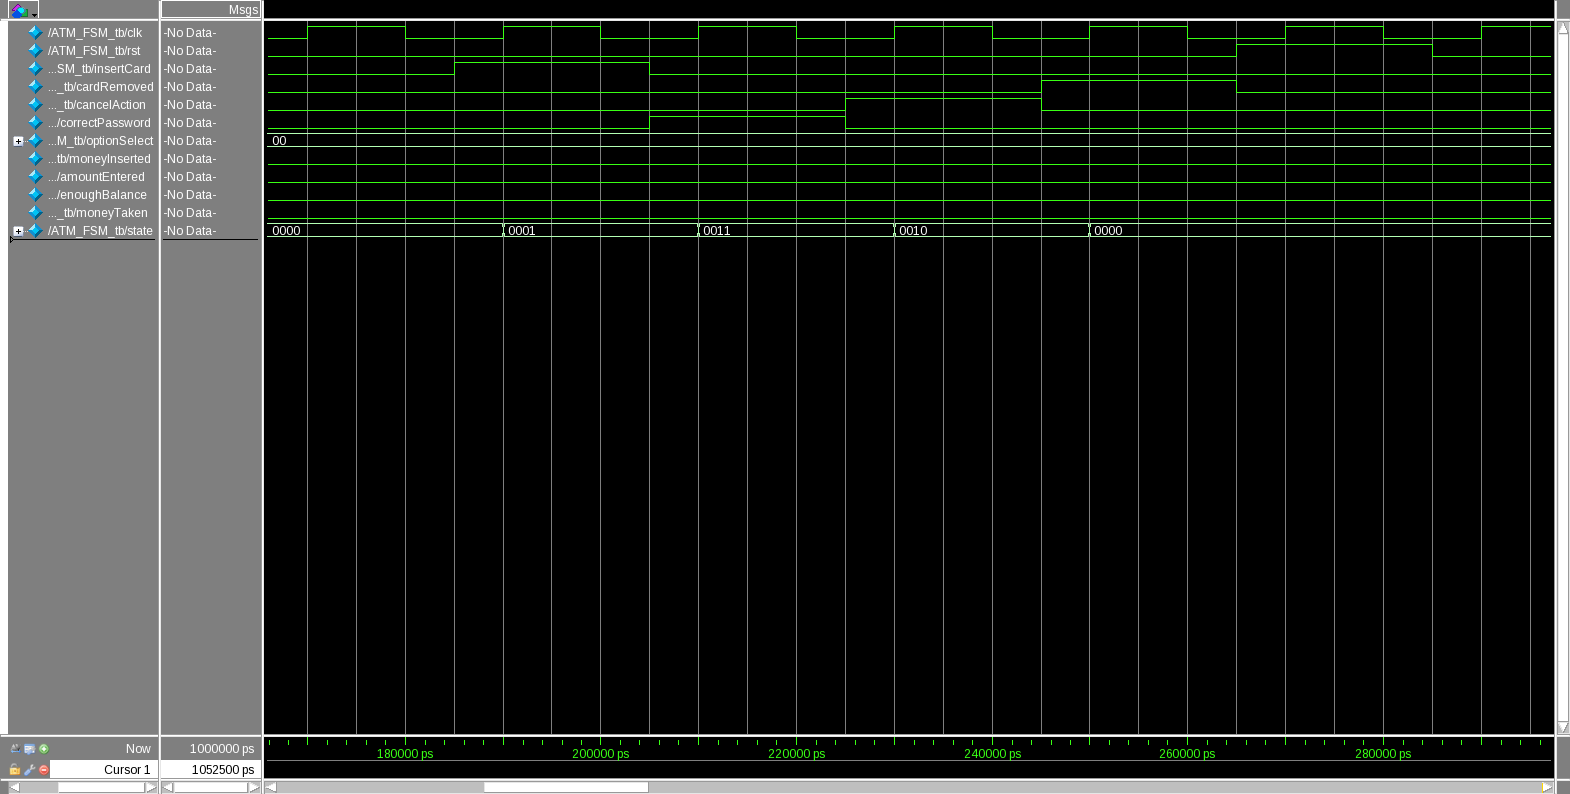 Msgs
/ATM_FSM_tb/clk -No Data-
/ATM_FSM_tb/rst -No Data-
...SM_tb/insertCard -No Data-
..._tb/cardRemoved -No Data-
..._tb/cancelAction -No Data-
.../correctPassword -No Data-
...M_tb/optionSelect -No Data- 00
...tb/moneyInserted -No Data-
.../amountEntered -No Data-
.../enoughBalance -No Data-
..._tb/moneyTaken -No Data-
/ATM_FSM_tb/state -No Data- 0000 0001 0011 0010 0000
Now 1000000 ps 180000 ps 200000 ps 220000 ps 240000 ps 260000 ps 280000 ps
Cursor 1 1052500 ps